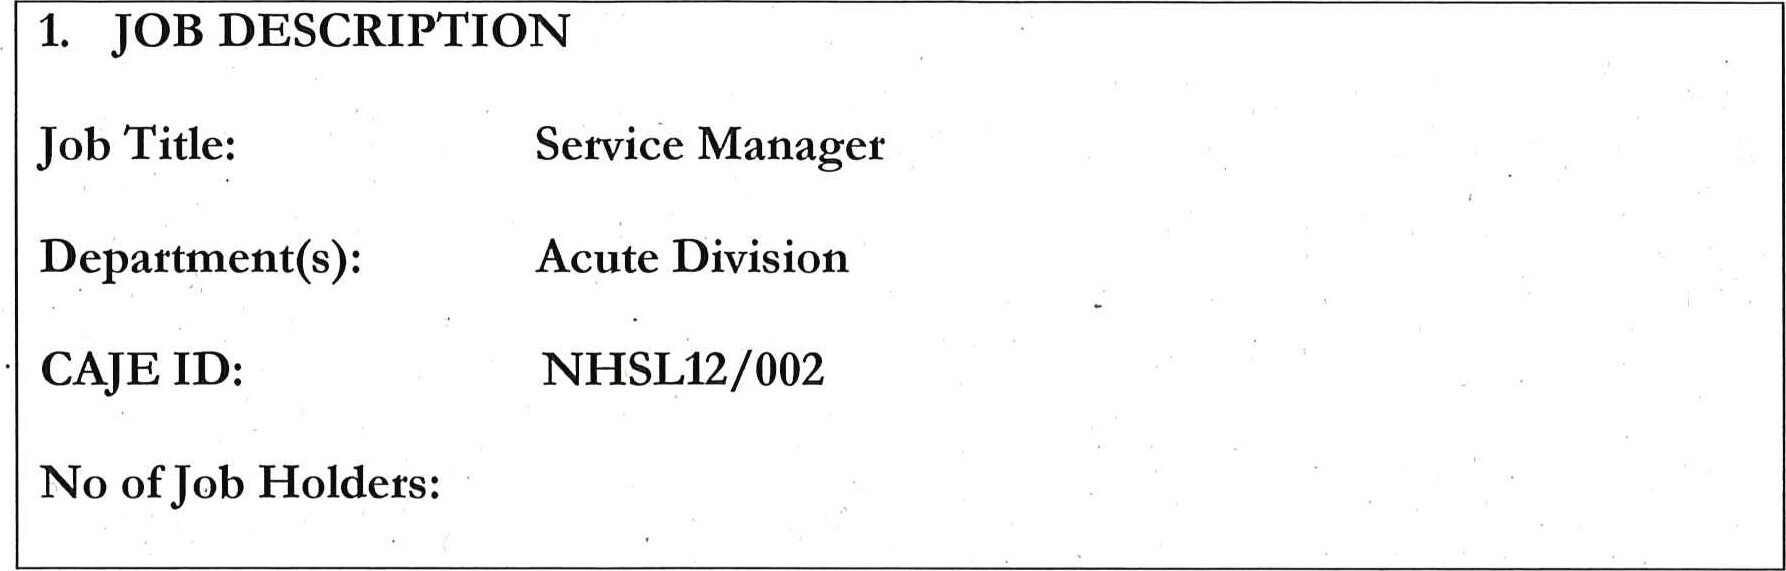 1. JOB DESCRIPTION
Job Title: Service Manager
Department(s): Acute Division
CAJE ID: NHSL12/002
No of Job Holders: